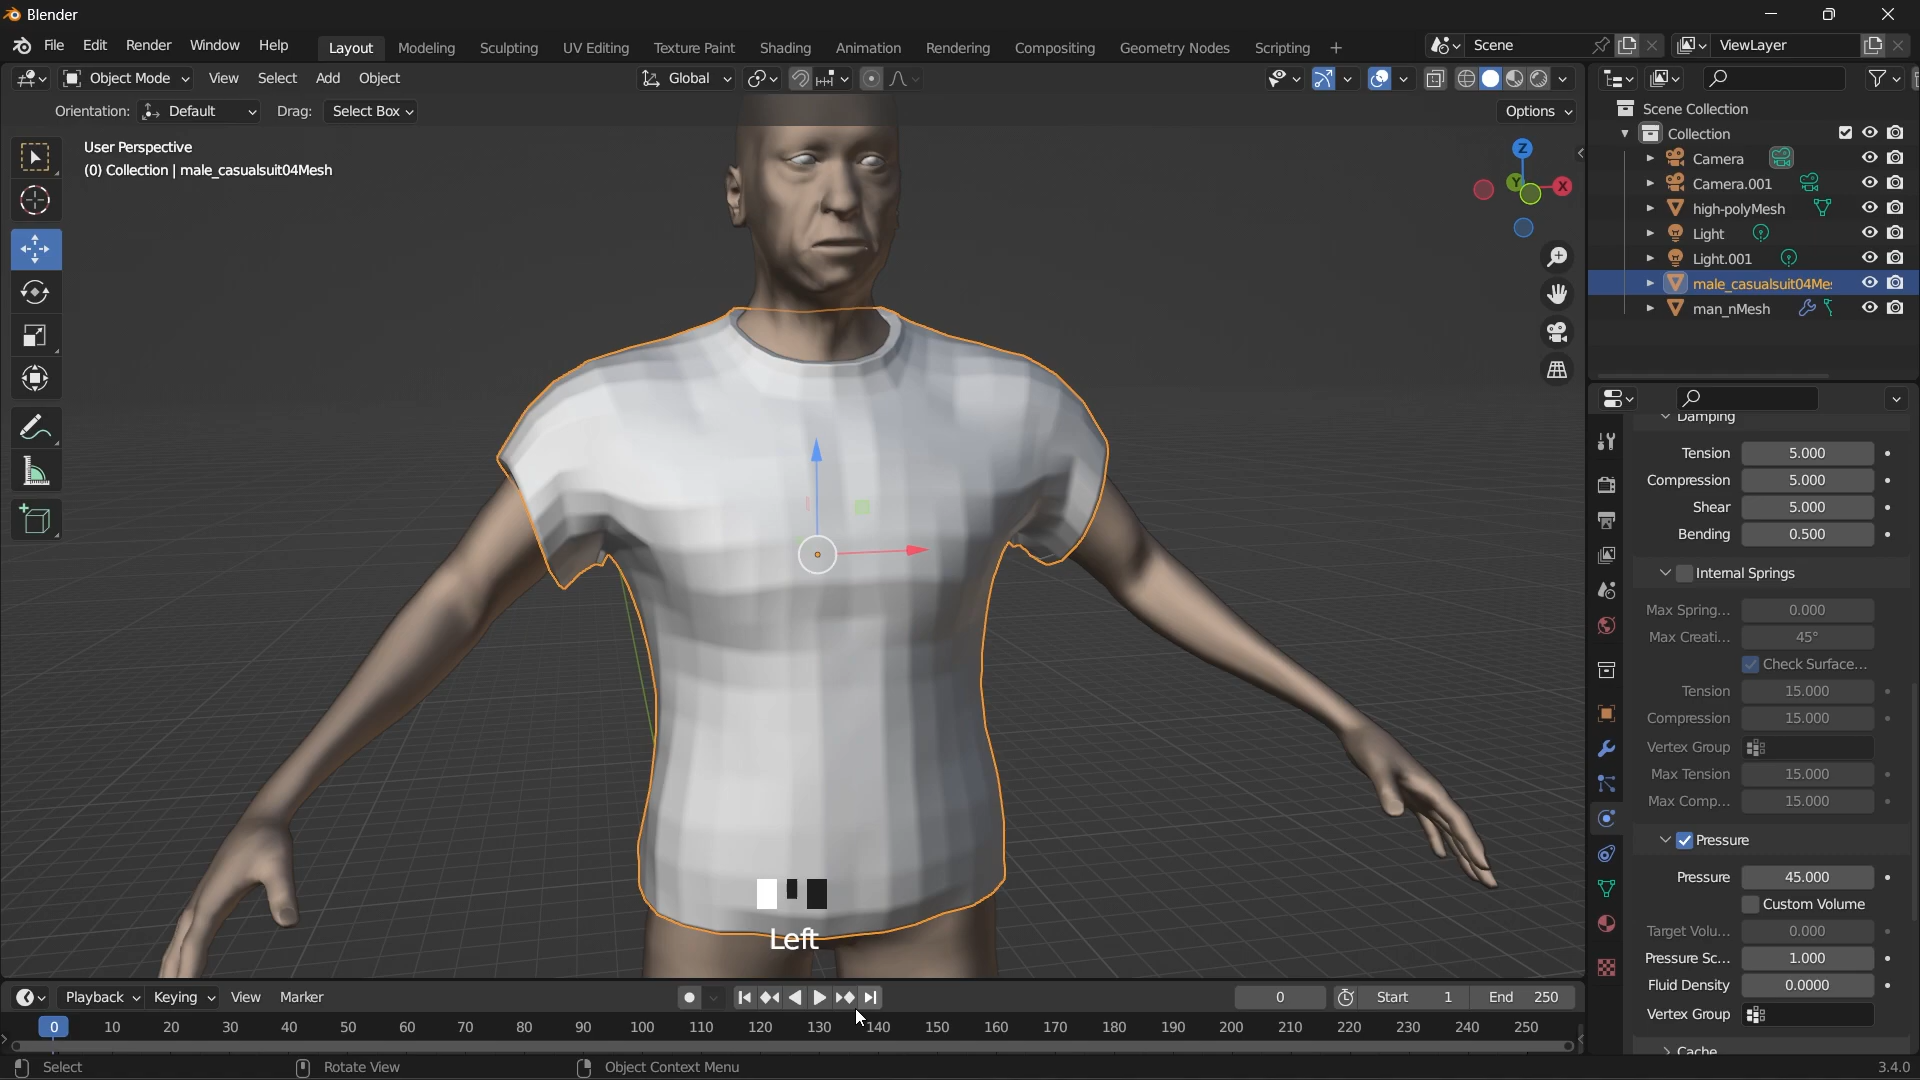 Blender
File Edit Render Window Help Layout Modeling Sculpting UV Editing Texture Paint Shading Animation Rendering Compositing Geometry Nodes Scripting + Scene ViewLayer
Object Mode View Select Add Object Global
Orientation: Default Drag: Select Box Options
User Perspective
(0) Collection | male_casualsuit04Mesh
Z
Y
X
Scene Collection
Collection
Camera
Camera.001
high-polyMesh
Light
Light.001
male_casualsuit04Me
man_nMesh
Damping
Tension 5.000
Compression 5.000
Shear 5.000
Bending 0.500
Internal Springs
Max Spring... 0.000
Max Creati... 45°
Check Surface...
Tension 15.000
Compression 15.000
Vertex Group
Max Tension 15.000
Max Comp... 15.000
Pressure
Pressure 45.000
Custom Volume
Target Volu... 0.000
Pressure Sc... 1.000
Fluid Density 0.0000
Vertex Group
Cache
Left
Playback Keying View Marker 0 Start 1 End 250
0 10 20 30 40 50 60 70 80 90 100 110 120 130 140 150 160 170 180 190 200 210 220 230 240 250
Select Rotate View Object Context Menu 3.4.0